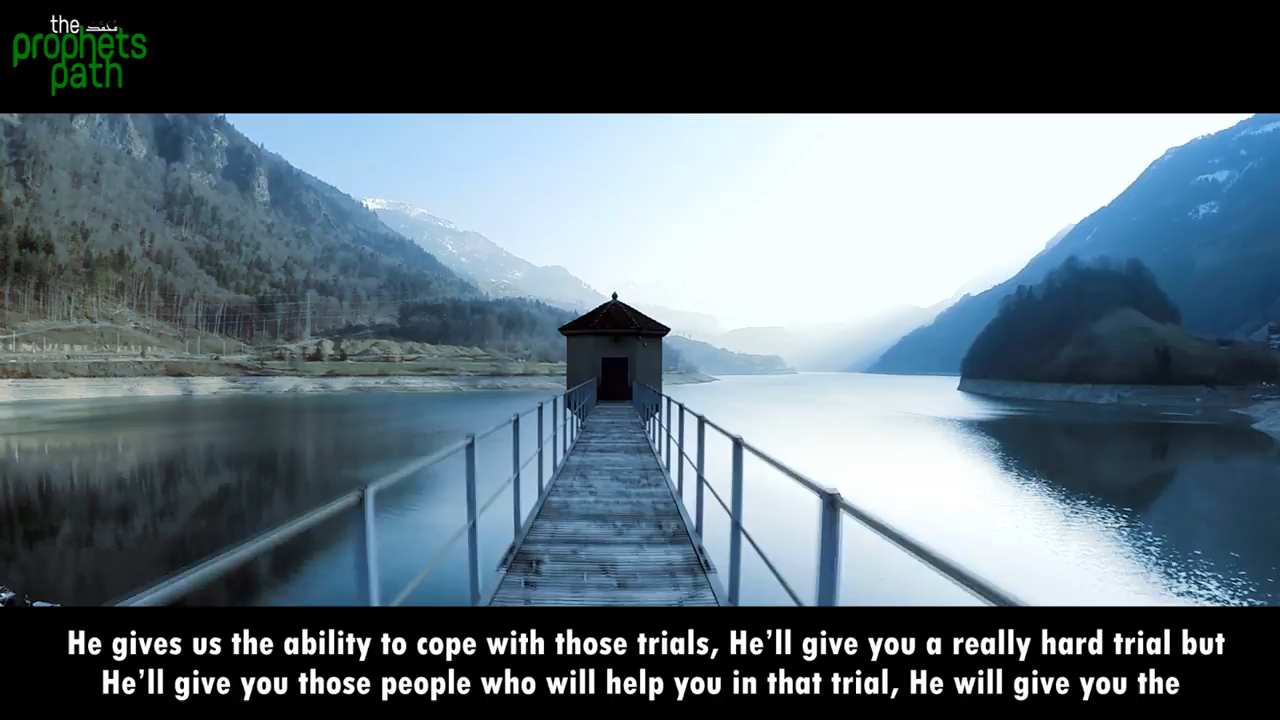 the محمد
prophets
path
He gives us the ability to cope with those trials, He’ll give you a really hard trial but
He’ll give you those people who will help you in that trial, He will give you the